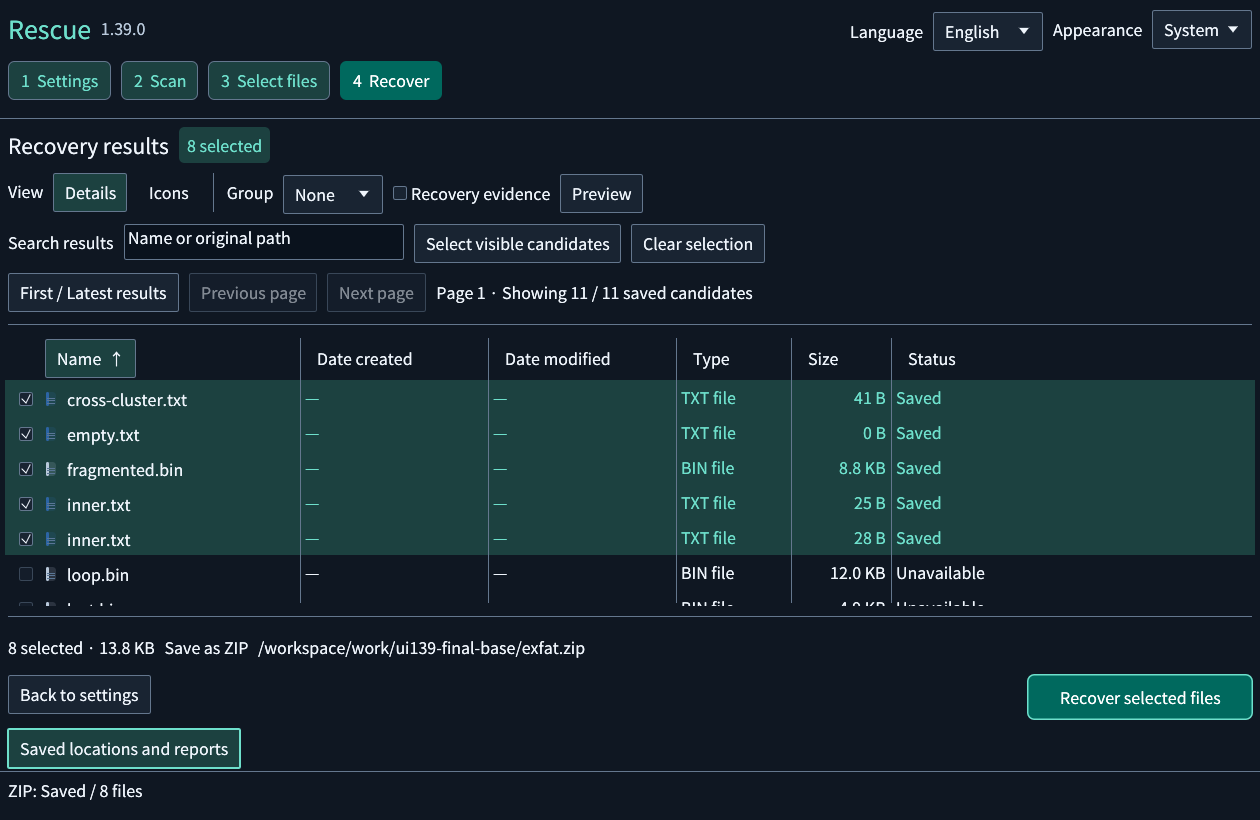 Rescue 1.39.0 Language English Appearance System
1 Settings 2 Scan 3 Select files 4 Recover
Recovery results 8 selected
View Details Icons Group None Recovery evidence Preview
Search results Name or original path Select visible candidates Clear selection
First / Latest results Previous page Next page Page 1 · Showing 11 / 11 saved candidates
Name ↑ Date created Date modified Type Size Status
cross-cluster.txt — — TXT file 41 B Saved
empty.txt — — TXT file 0 B Saved
fragmented.bin — — BIN file 8.8 KB Saved
inner.txt — — TXT file 25 B Saved
inner.txt — — TXT file 28 B Saved
loop.bin — — BIN file 12.0 KB Unavailable
8 selected · 13.8 KB Save as ZIP /workspace/work/ui139-final-base/exfat.zip
Back to settings Recover selected files
Saved locations and reports
ZIP: Saved / 8 files